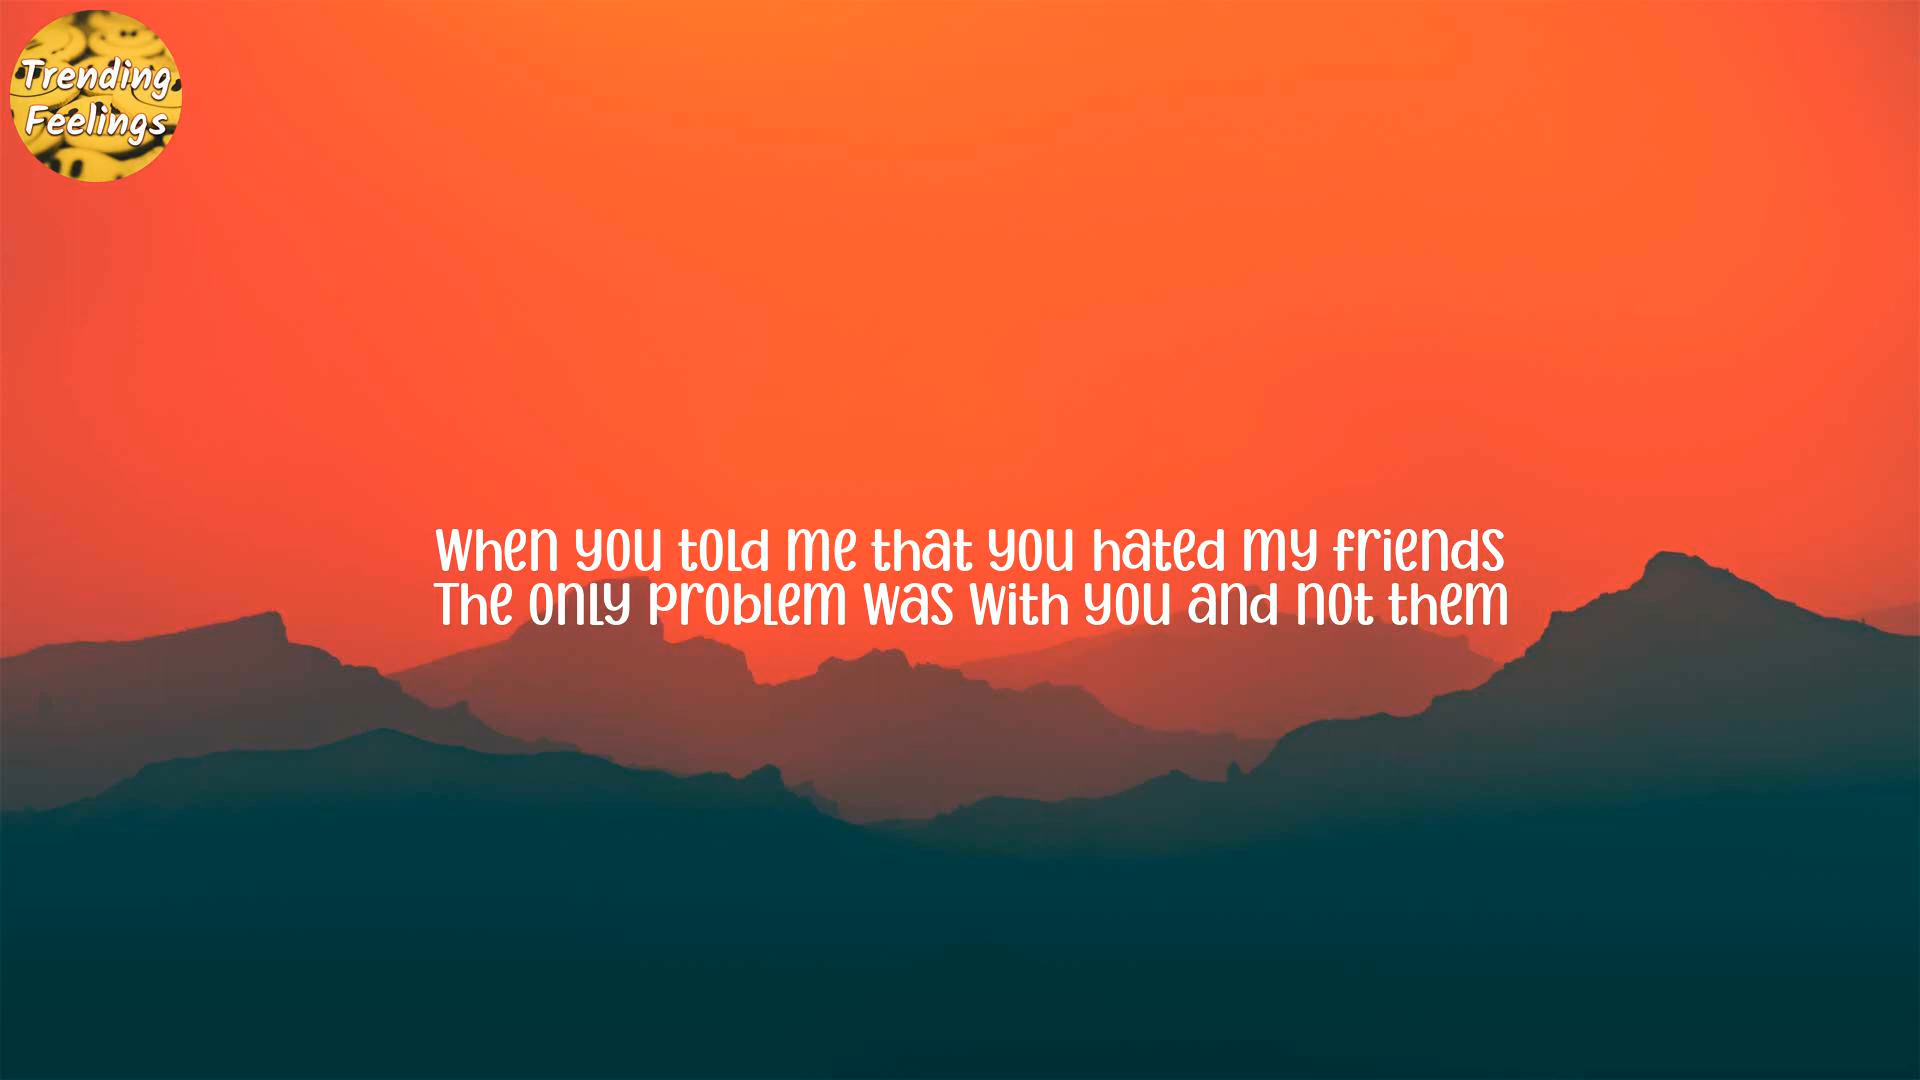 Trending
Feelings
When you told me that you hated my friends
The only problem was with you and not them